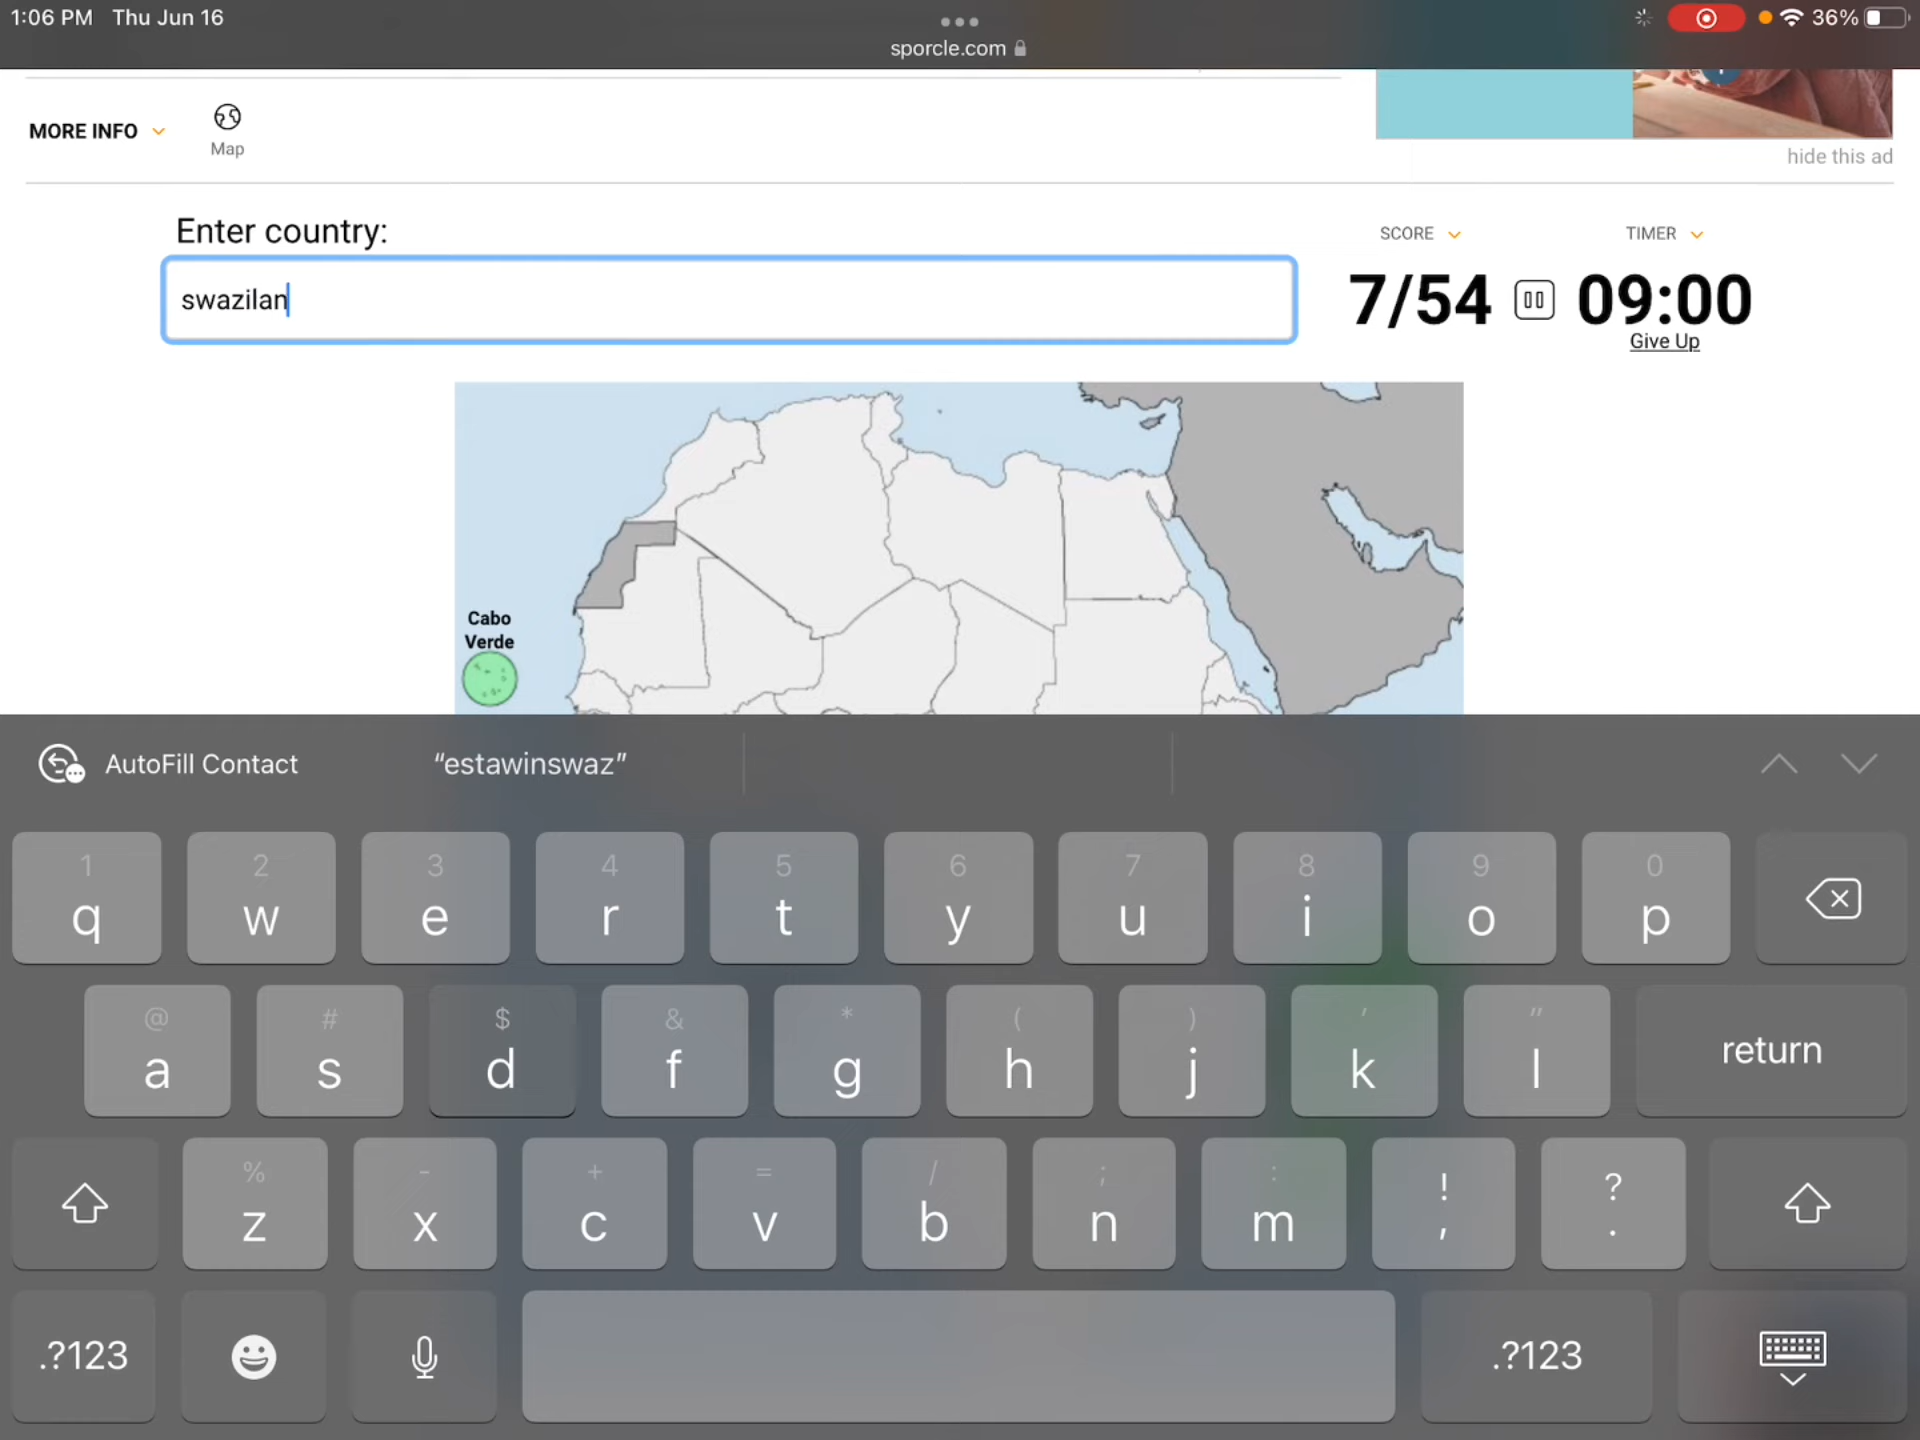 1:06 PM Thu Jun 16
36%
sporcle.com
MORE INFO
Map
hide this ad
Enter country:
SCORE
TIMER
swazilan
7/54
09:00
Give Up
Cabo
Verde
AutoFill Contact
“estawinswaz”
1 2 3 4 5 6 7 8 9 0
q w e r t y u i o p
@ # $ & * ( ) ' "
a s d f g h j k l return
% - + = / ; : ! ?
z x c v b n m , .
.?123 .?123